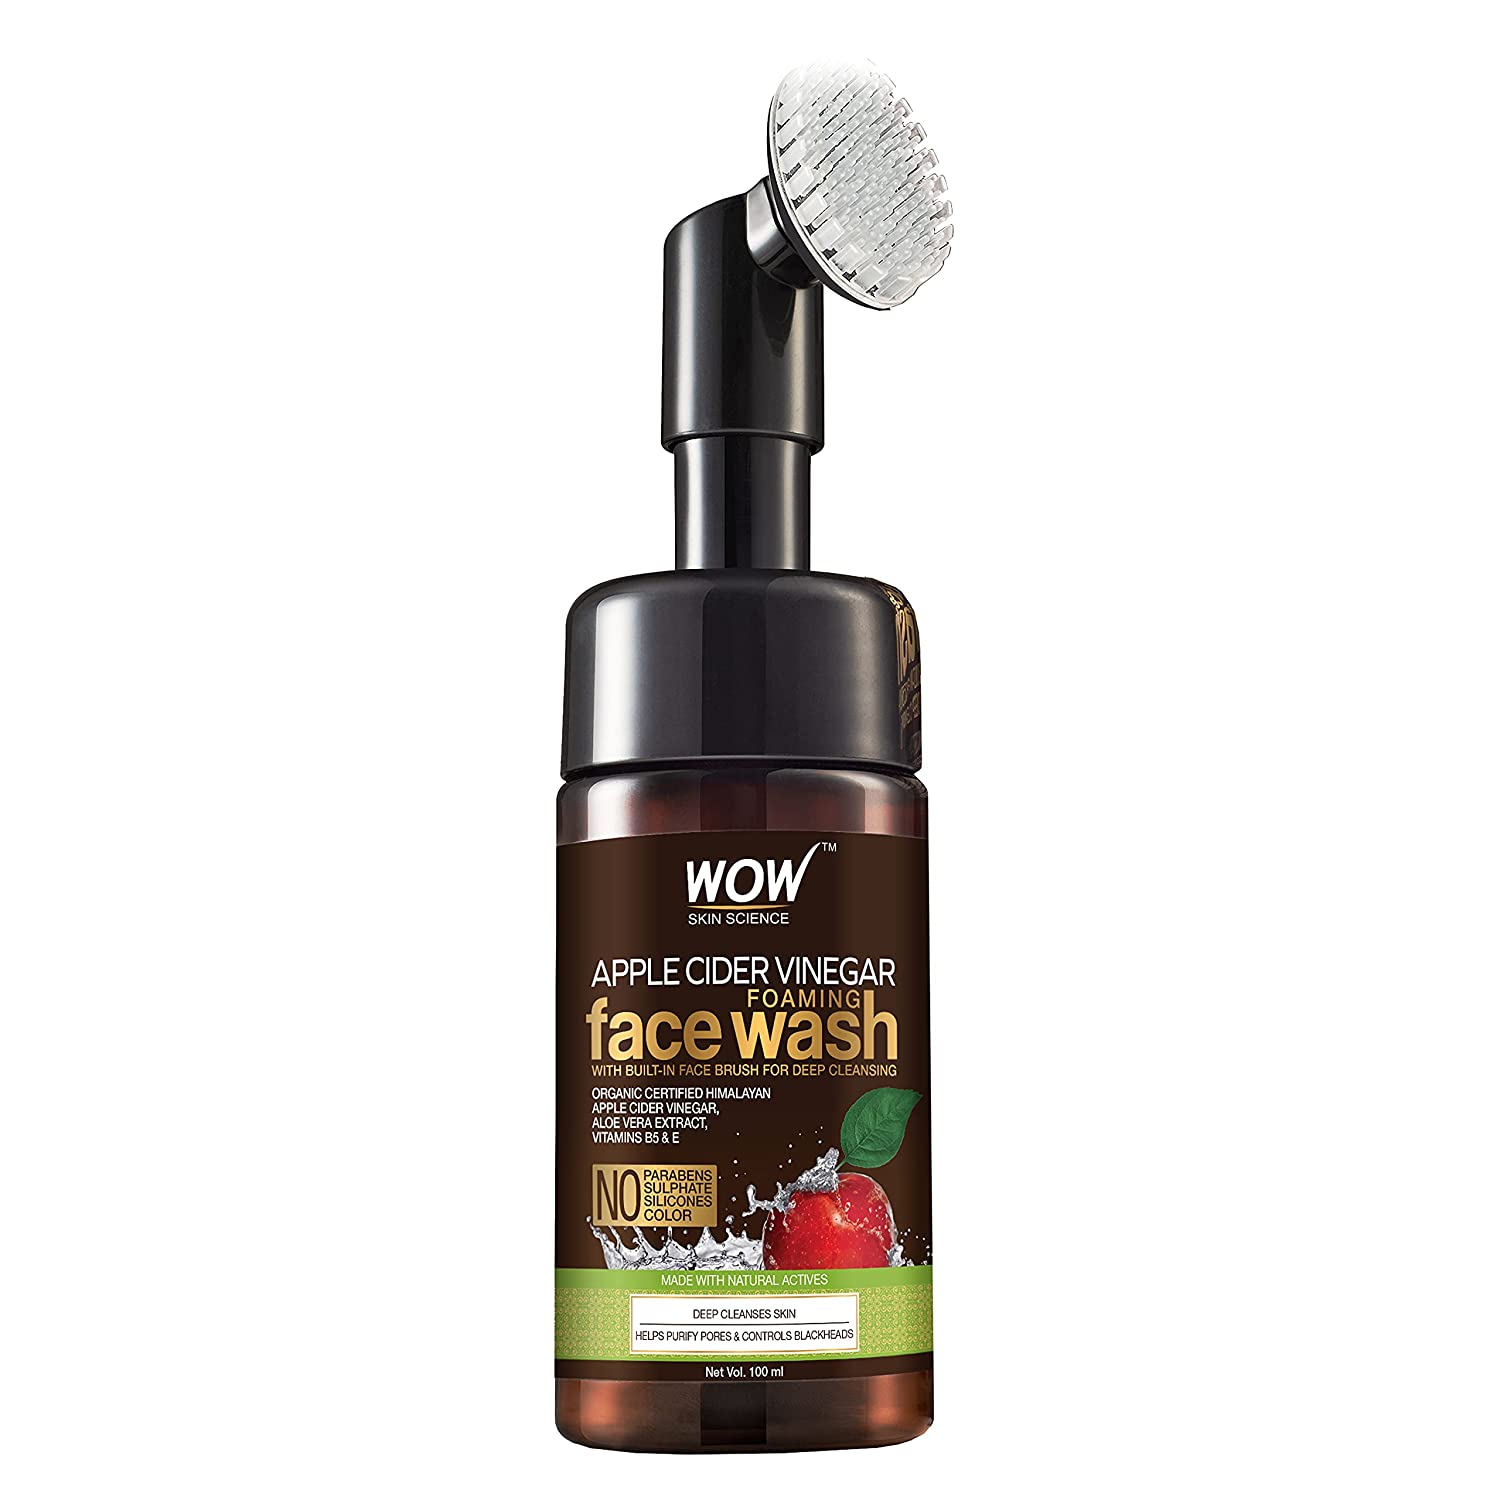 WOW™
SKIN SCIENCE
APPLE CIDER VINEGAR
FOAMING
face wash
WITH BUILT-IN FACE BRUSH FOR DEEP CLEANSING
ORGANIC CERTIFIED HIMALAYAN
APPLE CIDER VINEGAR,
ALOE VERA EXTRACT,
VITAMINS B5 & E
NO PARABENS
SULPHATE
SILICONES
COLOR
MADE WITH NATURAL ACTIVES
DEEP CLEANSES SKIN
HELPS PURIFY PORES & CONTROLS BLACKHEADS
Net Vol. 100 ml